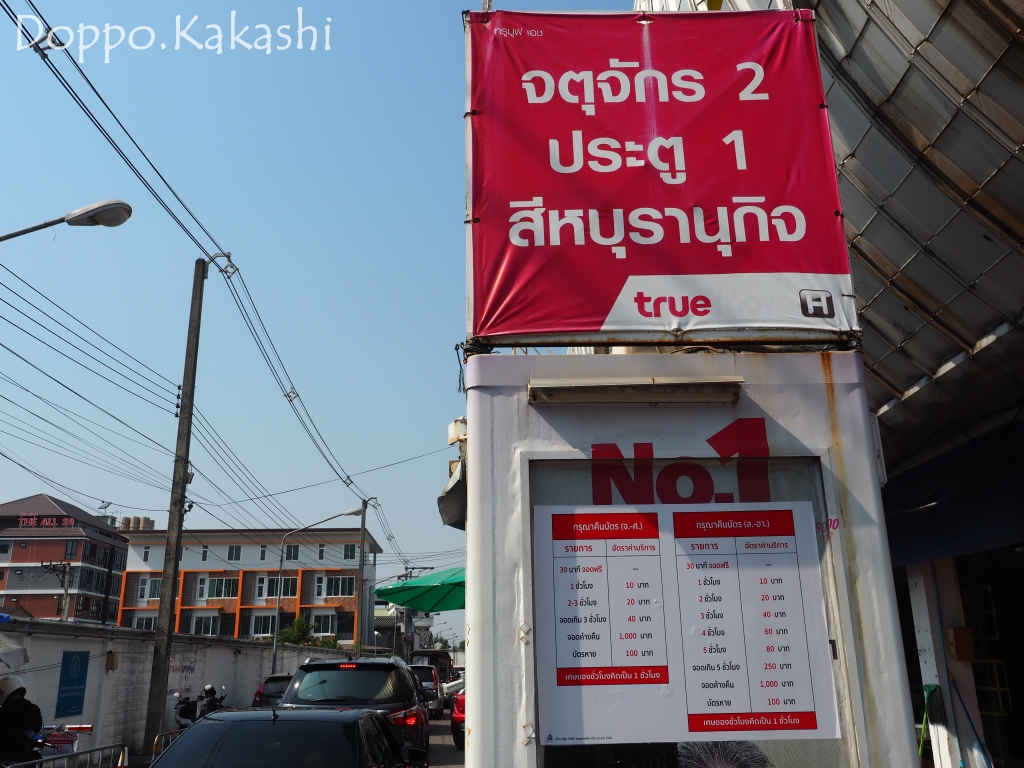 Doppo.Kakashi
ทรูมูฟ เอช
จตุจักร 2
ประตู 1
สีหบุรานุกิจ
true move H
No.1
กรุณาคืนบัตร (จ.-ศ.)
รายการ อัตราค่าบริการ
30 นาที จอดฟรี —
1 ชั่วโมง 10 บาท
2-3 ชั่วโมง 20 บาท
จอดเกิน 3 ชั่วโมง 40 บาท
จอดค้างคืน 1,000 บาท
บัตรหาย 100 บาท
เศษของชั่วโมงคิดเป็น 1 ชั่วโมง
กรุณาคืนบัตร (ส.-อา.)
รายการ อัตราค่าบริการ
30 นาที จอดฟรี —
1 ชั่วโมง 10 บาท
2 ชั่วโมง 20 บาท
3 ชั่วโมง 40 บาท
4 ชั่วโมง 60 บาท
5 ชั่วโมง 80 บาท
จอดเกิน 5 ชั่วโมง 250 บาท
จอดค้างคืน 1,000 บาท
บัตรหาย 100 บาท
เศษของชั่วโมงคิดเป็น 1 ชั่วโมง
THE ALL 24